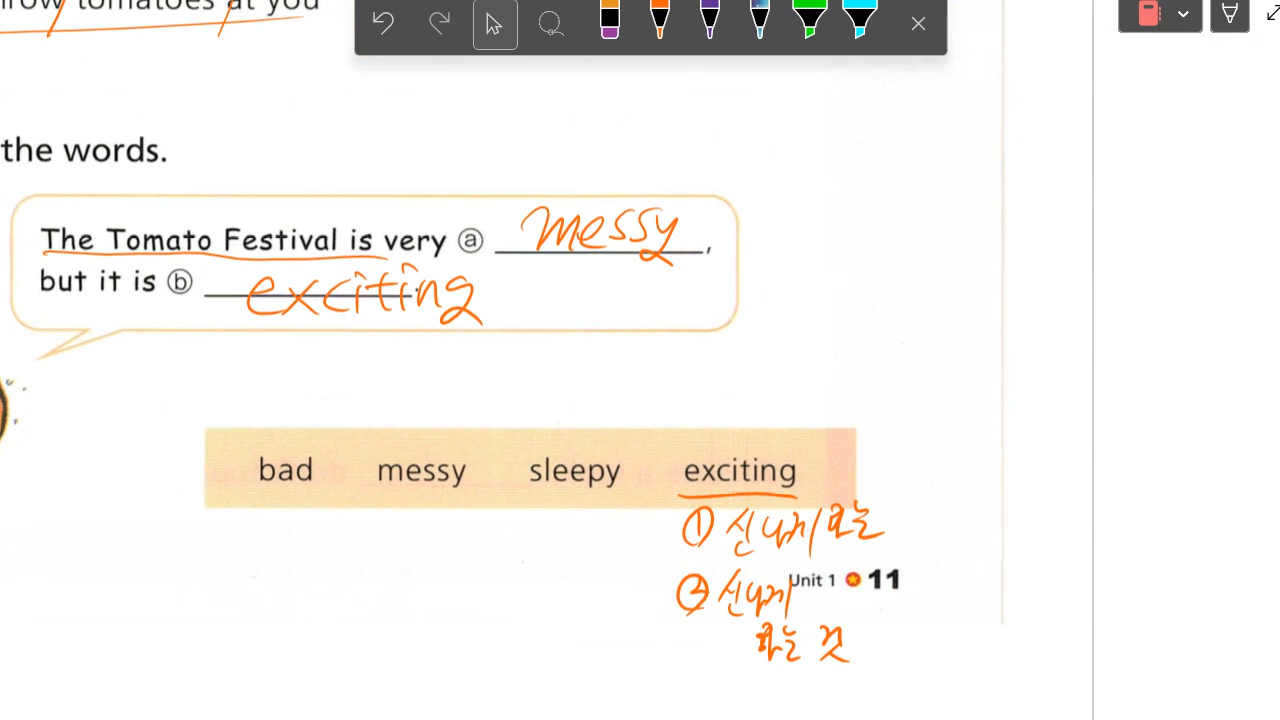 tomatoes at you
the words.
The Tomato Festival is very ⓐ messy,
but it is ⓑ exciting.
bad messy sleepy exciting
① 신나게 하는
② 신나게
하는 것
Unit 1 11